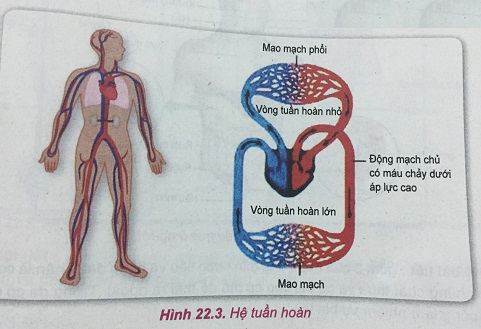 Mao mạch phổi
Vòng tuần hoàn nhỏ
Động mạch chủ
có máu chảy dưới
áp lực cao
Vòng tuần hoàn lớn
Mao mạch
Hình 22.3. Hệ tuần hoàn